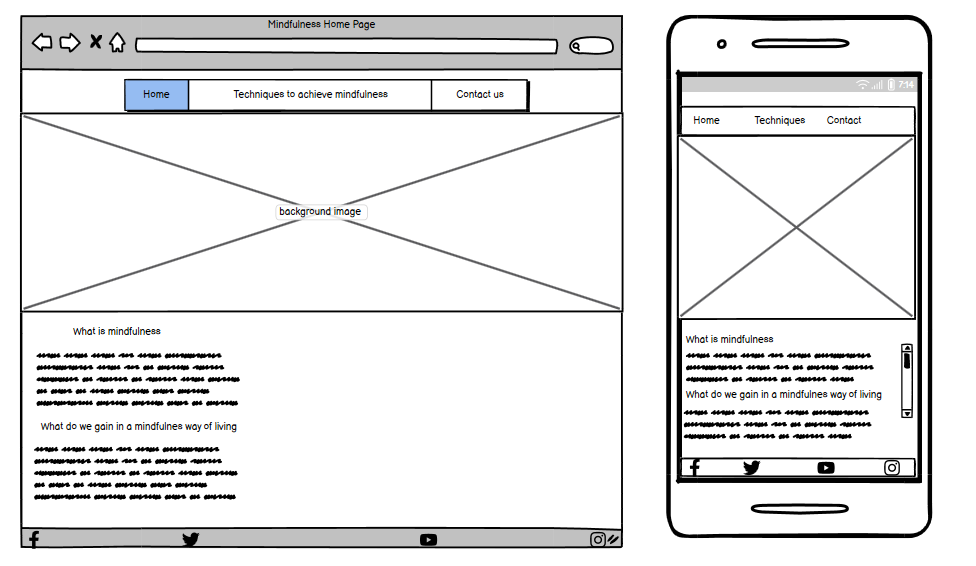 Mindfulness Home Page
Home
Techniques to achieve mindfulness
Contact us
background image
What is mindfulness
What do we gain in a mindfulnes way of living
7:14
Home
Techniques
Contact
What is mindfulness
What do we gain in a mindfulnes way of living